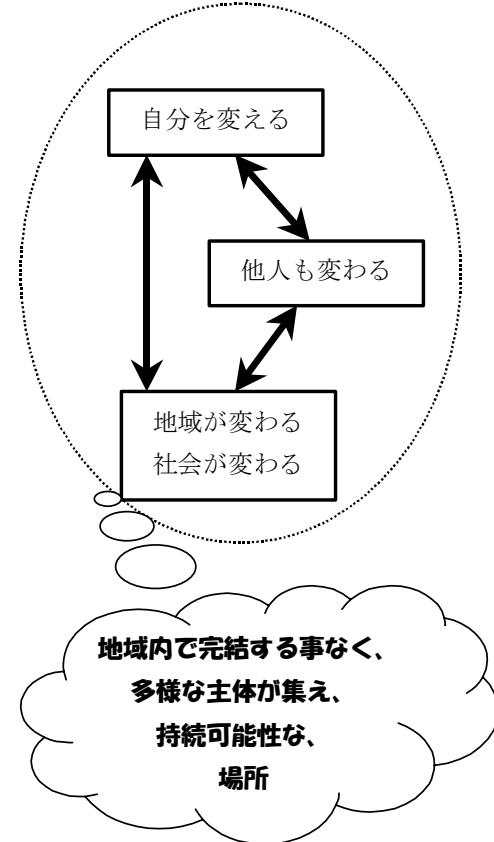 自分を変える
他人も変わる
地域が変わる
社会が変わる
地域内で完結する事なく、
多様な主体が集え、
持続可能性な、
場所